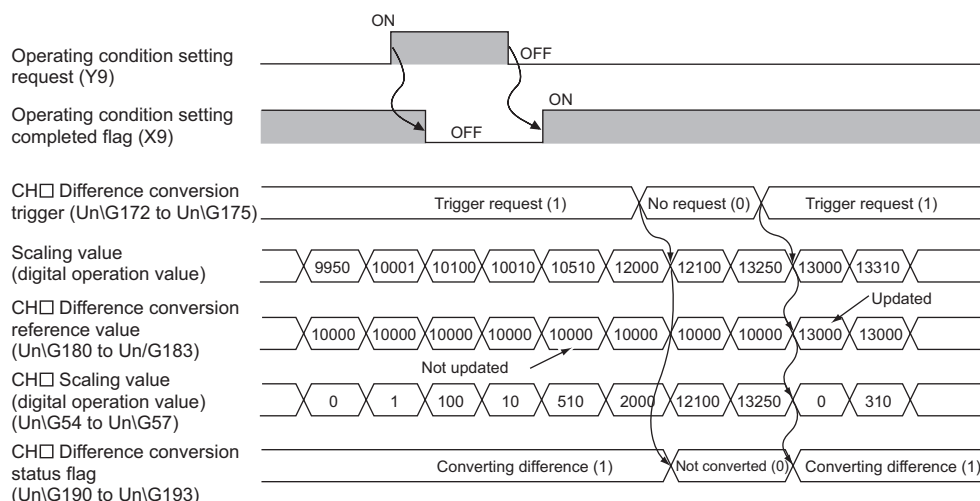 ON
Operating condition setting
request (Y9)
OFF
Operating condition setting
completed flag (X9)
ON
OFF
CH□ Difference conversion
trigger (Un\G172 to Un\G175)
Trigger request (1) No request (0) Trigger request (1)
Scaling value
(digital operation value)
9950 10001 10100 10010 10510 12000 12100 13250 13000 13310
CH□ Difference conversion
reference value
(Un\G180 to Un/G183)
Updated
10000 10000 10000 10000 10000 10000 10000 10000 13000 13000
Not updated
CH□ Scaling value
(digital operation value)
(Un\G54 to Un\G57)
0 1 100 10 510 2000 12100 13250 0 310
CH□ Difference conversion
status flag
(Un\G190 to Un\G193)
Converting difference (1) Not converted (0) Converting difference (1)